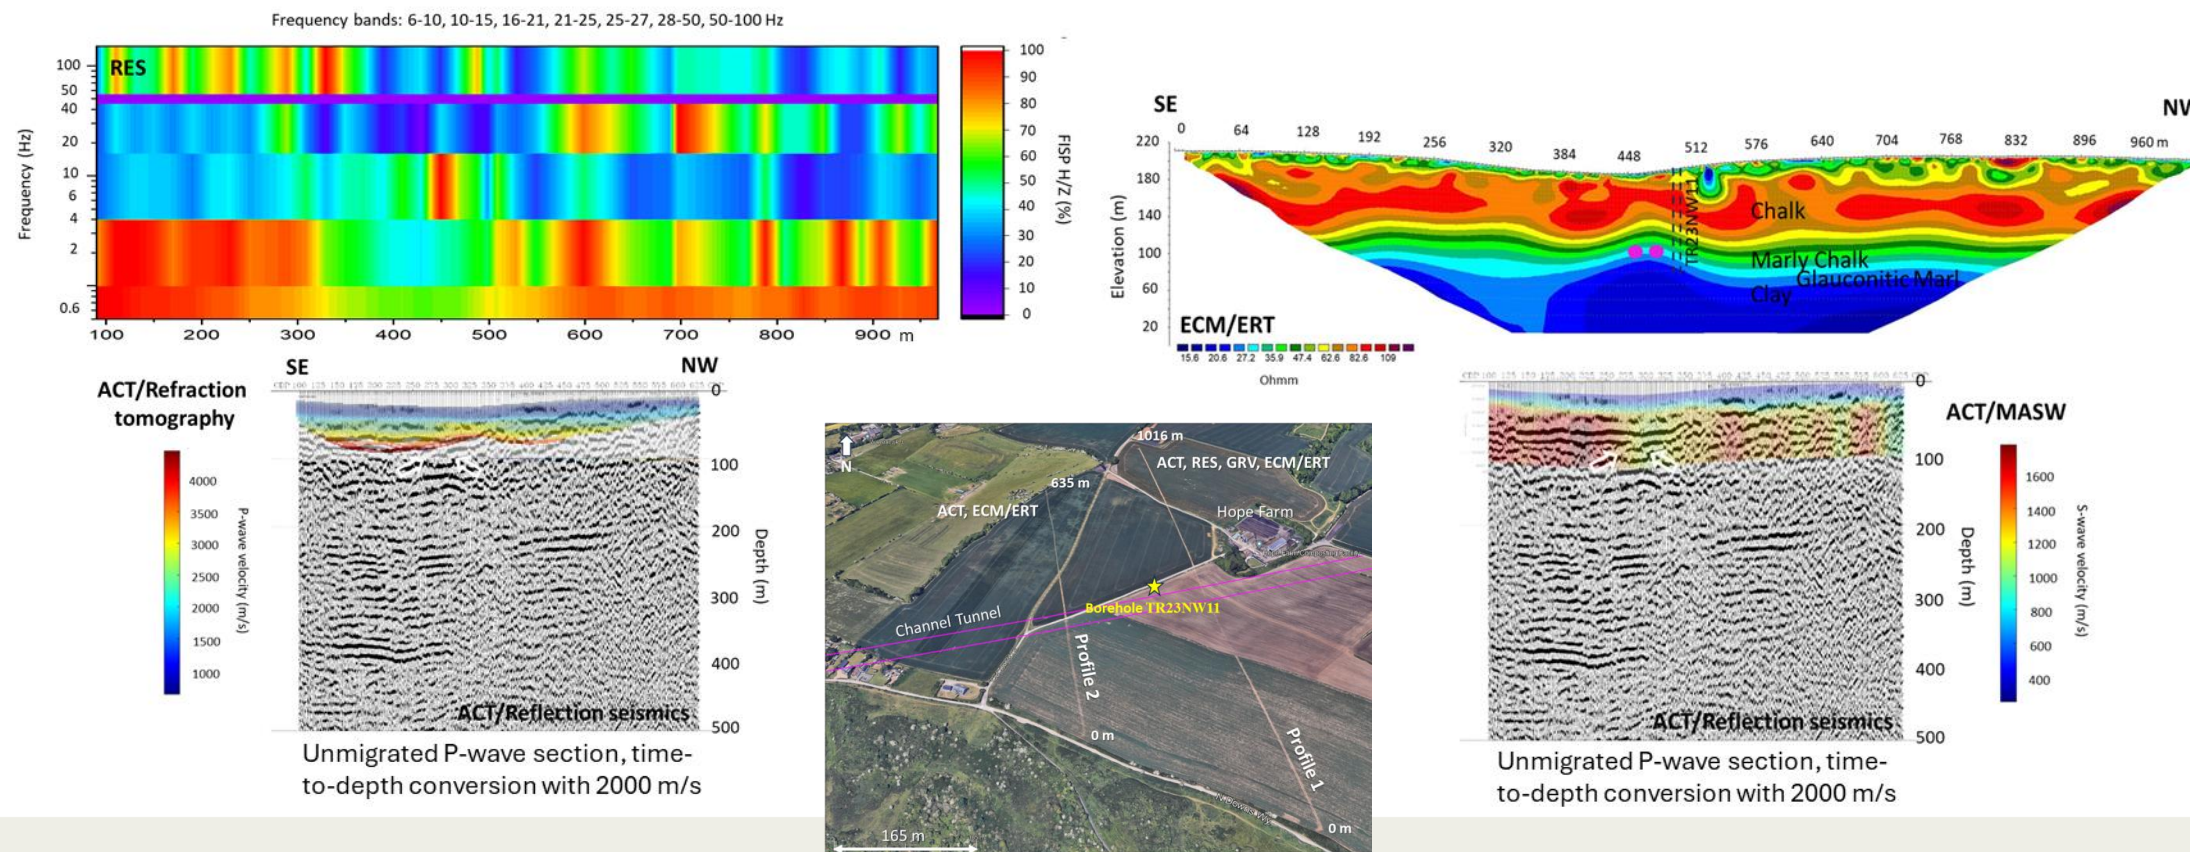 Frequency bands: 6-10, 10-15, 16-21, 21-25, 25-27, 28-50, 50-100 Hz
RES
Frequency (Hz)
100
50
40
20
10
6
4
2
0.6
100 200 300 400 500 600 700 800 900 m
100
90
80
70
60
50
40
30
20
10
0
FISP H/Z (%)
SE
NW
0 64 128 192 256 320 384 448 512 576 640 704 768 832 896 960 m
Elevation (m)
220
180
140
100
60
20
TR23NW11
Chalk
Marly Chalk
Glauconitic Marl
Clay
ECM/ERT
15.6 20.6 27.2 35.9 47.4 62.6 82.6 109
Ohmm
ACT/Refraction
tomography
SE
NW
4000
3500
3000
2500
2000
1500
1000
P-wave velocity (m/s)
0
100
200
300
400
500
Depth (m)
ACT/Reflection seismics
Unmigrated P-wave section, time-
to-depth conversion with 2000 m/s
N
1016 m
ACT, RES, GRV, ECM/ERT
635 m
ACT, ECM/ERT
Hope Farm
Borehole TR23NW11
Channel Tunnel
Profile 2
Profile 1
0 m
0 m
N Downs Wy
165 m
0
100
200
300
400
500
Depth (m)
ACT/MASW
1600
1400
1200
1000
800
600
400
S-wave velocity (m/s)
ACT/Reflection seismics
Unmigrated P-wave section, time-
to-depth conversion with 2000 m/s